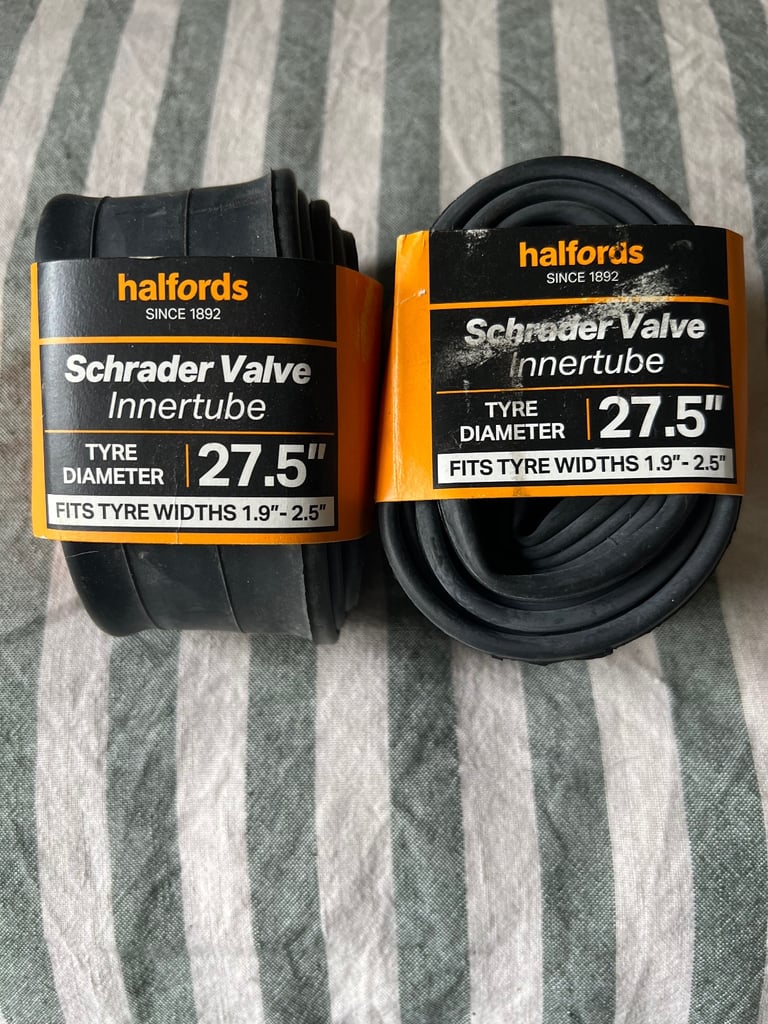 halfords
SINCE 1892
Schrader Valve
Innertube
TYRE
DIAMETER
27.5"
FITS TYRE WIDTHS 1.9"- 2.5"
halfords
SINCE 1892
Schrader Valve
Innertube
TYRE
DIAMETER
27.5"
FITS TYRE WIDTHS 1.9"- 2.5"